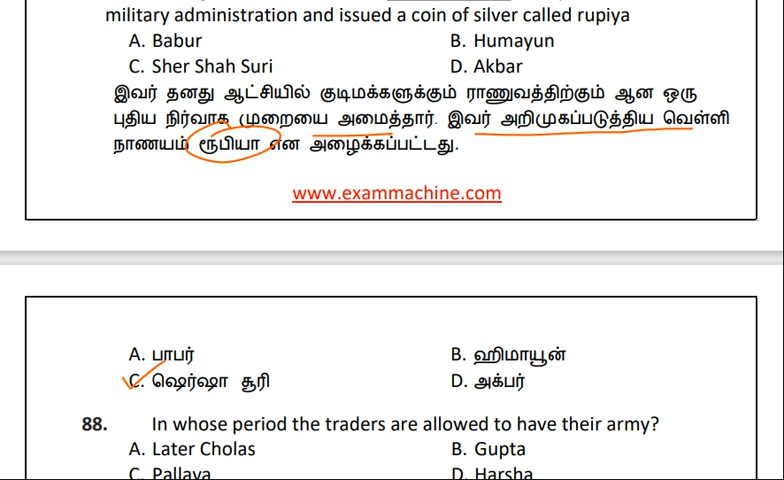 military administration and issued a coin of silver called rupiya
A. Babur B. Humayun
C. Sher Shah Suri D. Akbar
இவர் தனது ஆட்சியில் குடிமக்களுக்கும் ராணுவத்திற்கும் ஆன ஒரு
புதிய நிர்வாக முறையை அமைத்தார். இவர் அறிமுகப்படுத்திய வெள்ளி
நாணயம் ரூபியா என அழைக்கப்பட்டது.
www.exammachine.com
A. பாபர் B. ஹிமாயூன்
C. ஷெர்ஷா சூரி D. அக்பர்
88. In whose period the traders are allowed to have their army?
A. Later Cholas B. Gupta
C. Pallava D. Harsha